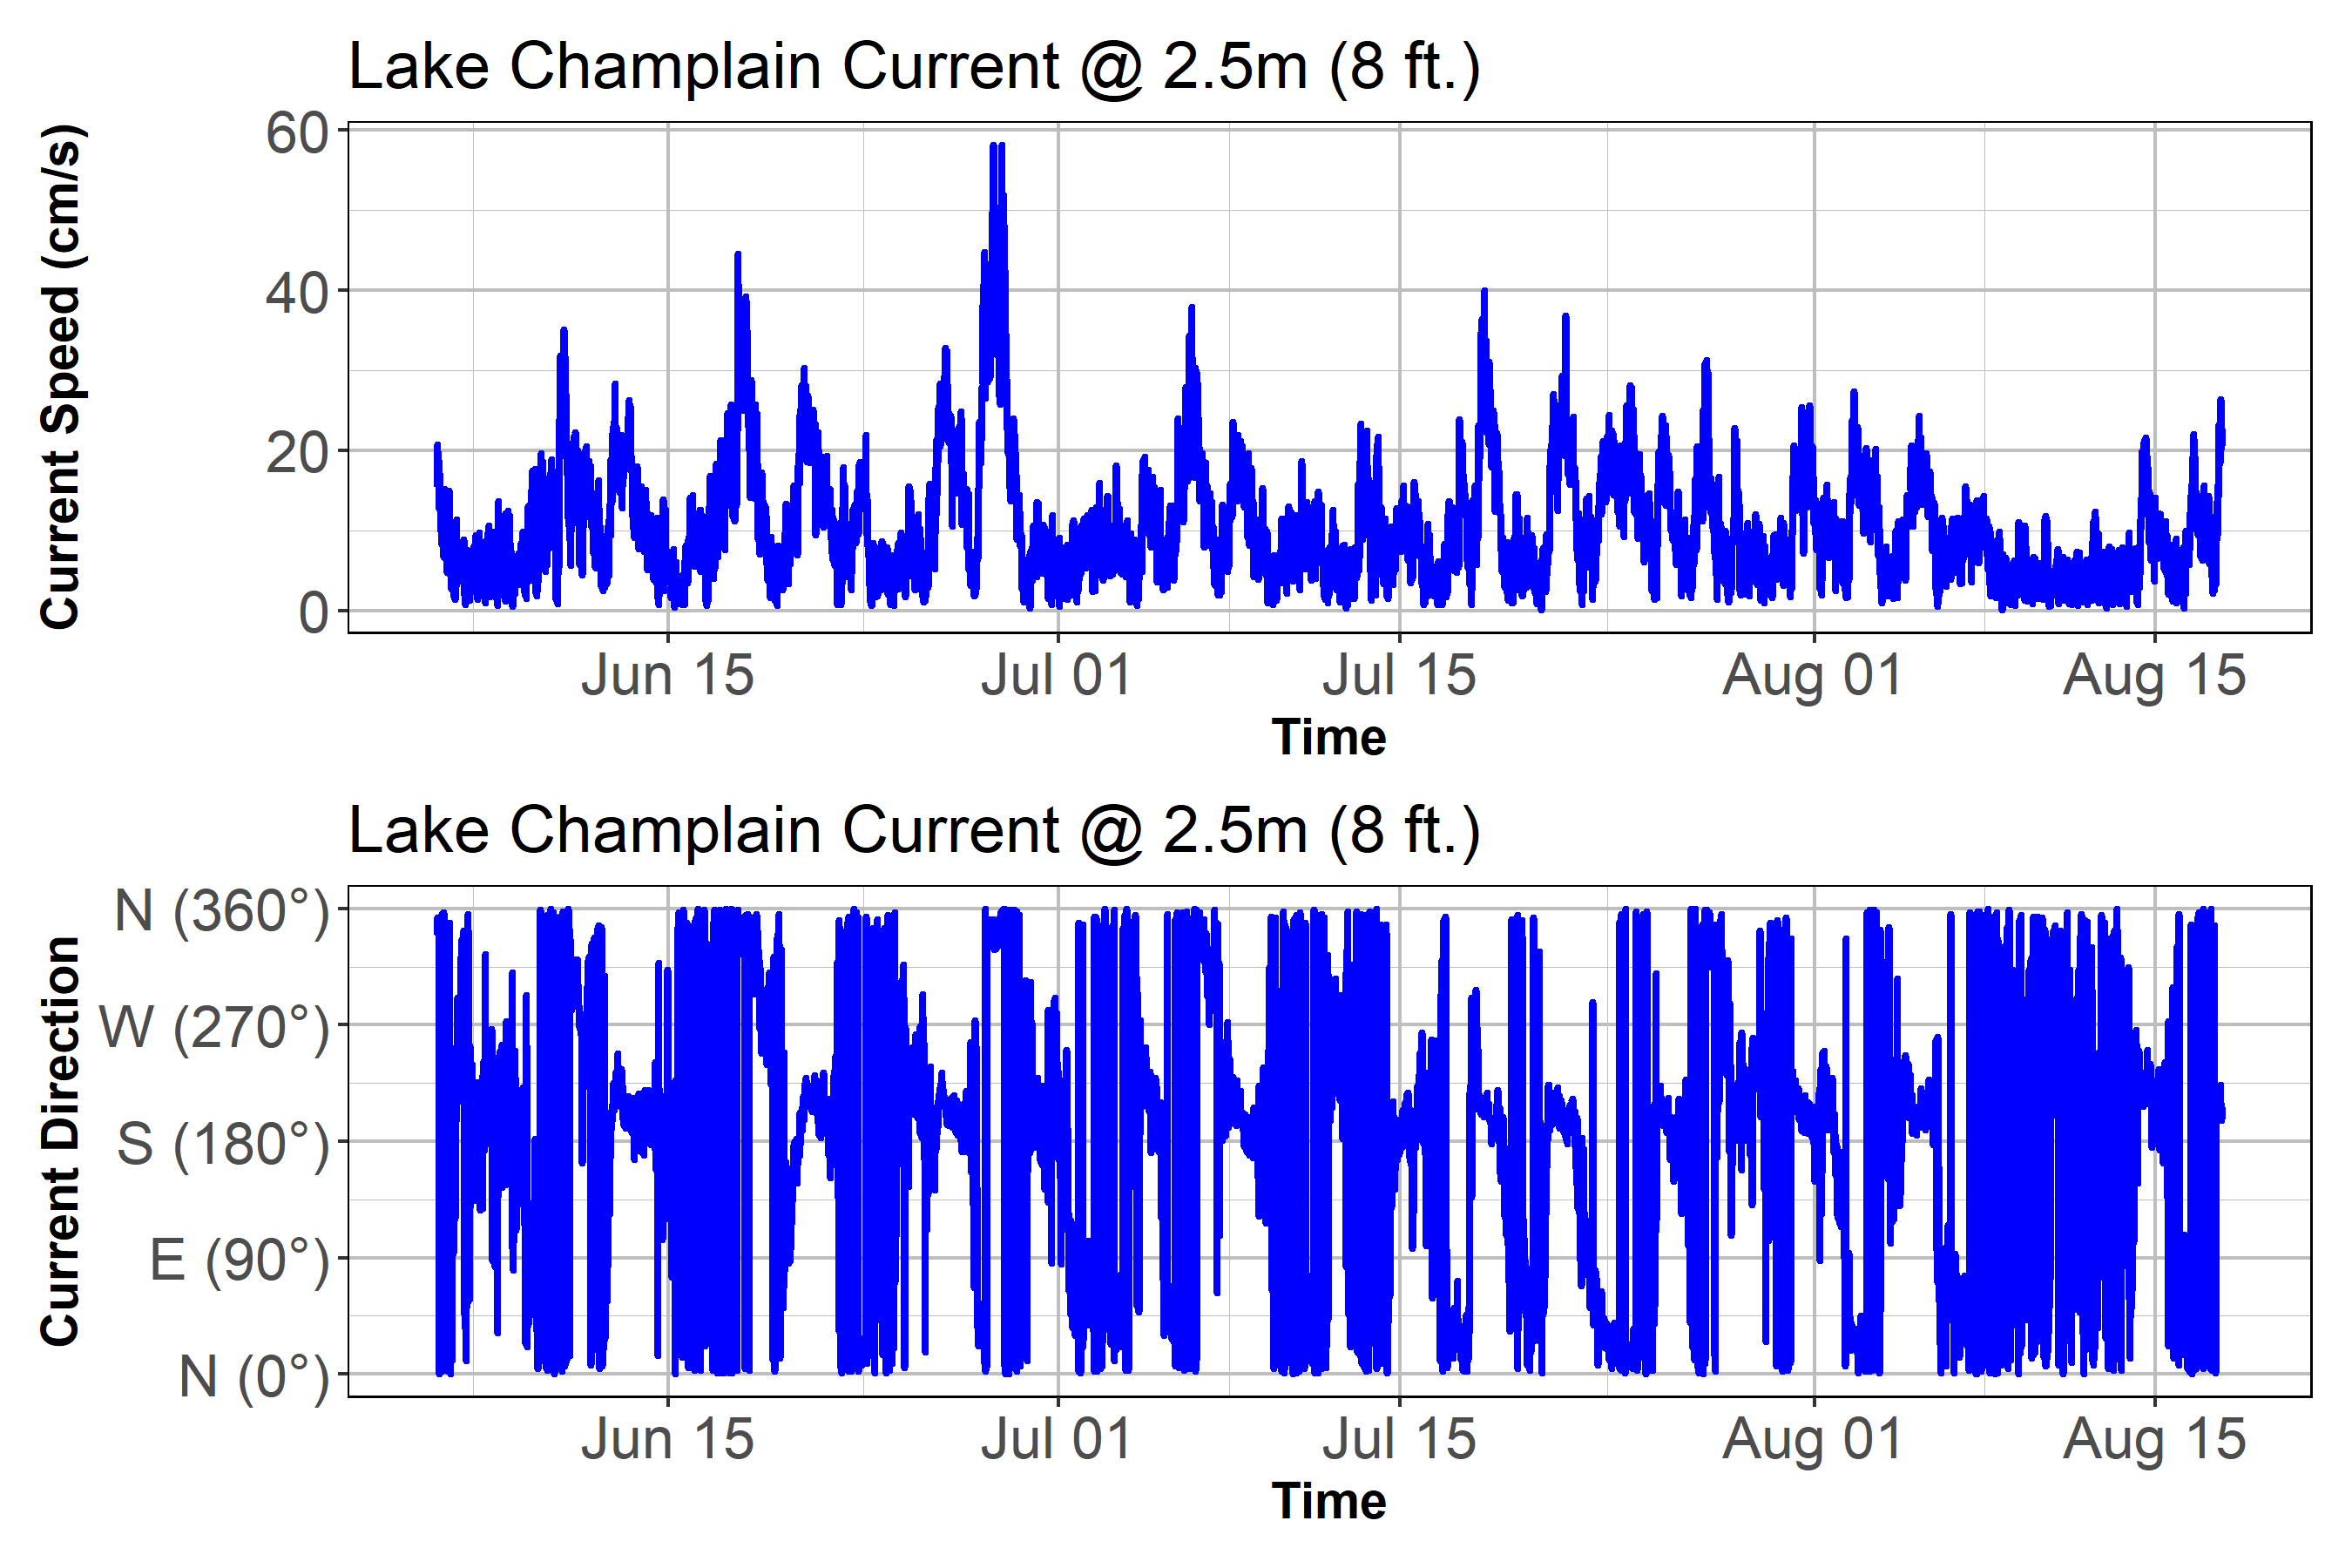 Lake Champlain Current @ 2.5m (8 ft.)
Current Speed (cm/s)
60
40
20
0
Jun 15 Jul 01 Jul 15 Aug 01 Aug 15
Time
Lake Champlain Current @ 2.5m (8 ft.)
Current Direction
N (360°)
W (270°)
S (180°)
E (90°)
N (0°)
Jun 15 Jul 01 Jul 15 Aug 01 Aug 15
Time